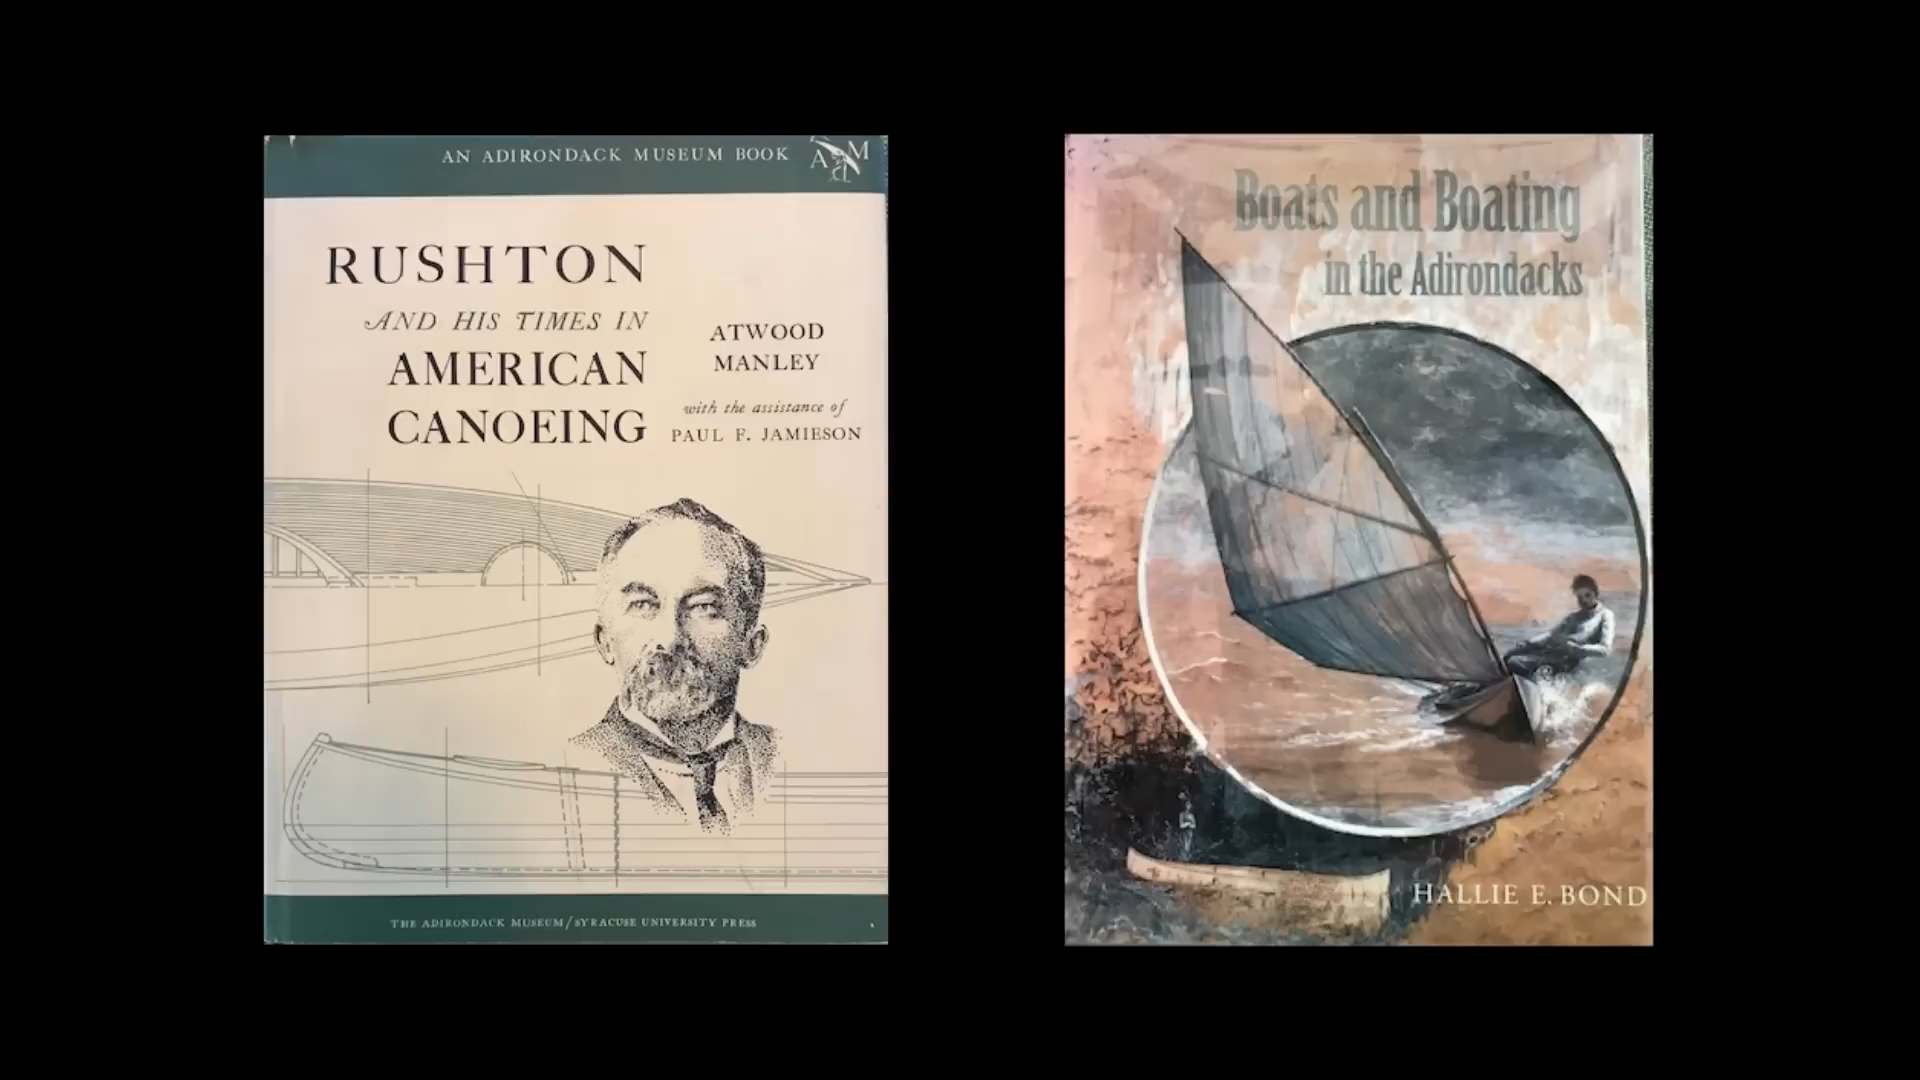 AN ADIRONDACK MUSEUM BOOK
AM
RUSHTON
AND HIS TIMES IN
AMERICAN
CANOEING
ATWOOD
MANLEY
with the assistance of
PAUL F. JAMIESON
THE ADIRONDACK MUSEUM/SYRACUSE UNIVERSITY PRESS
Boats and Boating
in the Adirondacks
HALLIE E. BOND